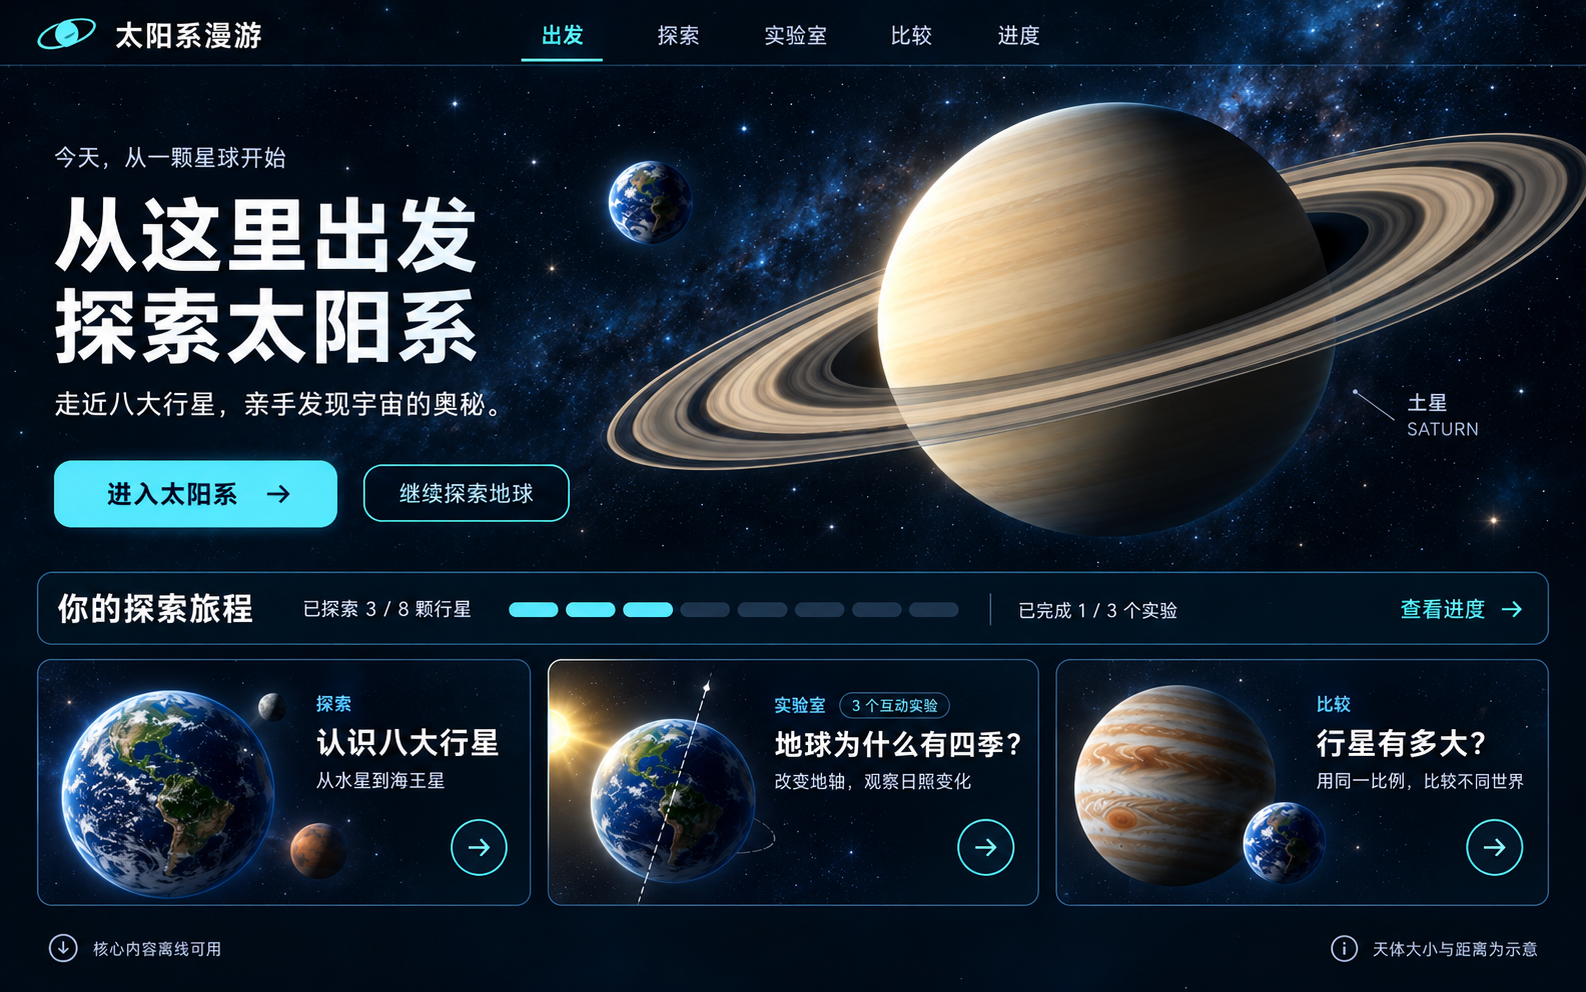 太阳系漫游
出发
探索
实验室
比较
进度
今天，从一颗星球开始
从这里出发
探索太阳系
走近八大行星，亲手发现宇宙的奥秘。
进入太阳系 →
继续探索地球
土星
SATURN
你的探索旅程
已探索 3 / 8 颗行星
已完成 1 / 3 个实验
查看进度 →
探索
认识八大行星
从水星到海王星
实验室
3 个互动实验
地球为什么有四季？
改变地轴，观察日照变化
比较
行星有多大？
用同一比例，比较不同世界
核心内容离线可用
天体大小与距离为示意